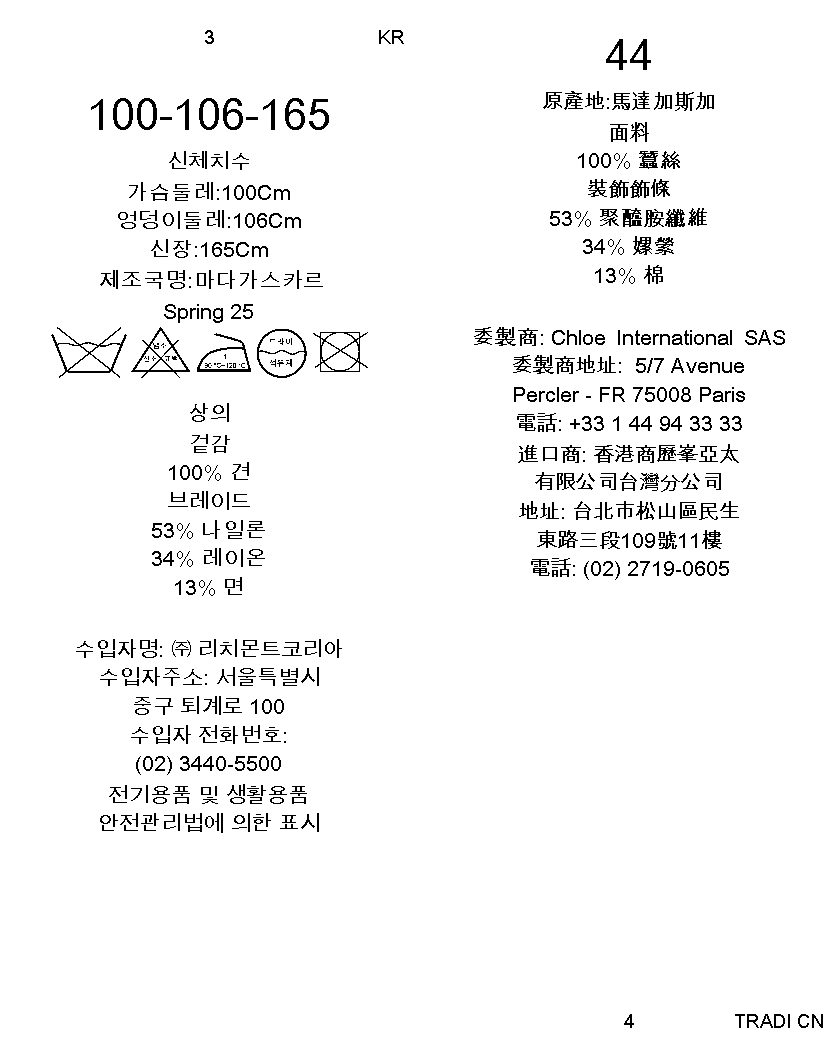 3
KR
100-106-165
신체치수
가슴둘레:100Cm
엉덩이둘레:106Cm
신장:165Cm
제조국명:마다가스카르
Spring 25
염소
산소 표백
1
80 ℃~120 ℃
드라이
석유계
상의
겉감
100% 견
브레이드
53% 나일론
34% 레이온
13% 면
수입자명: ㈜ 리치몬트코리아
수입자주소: 서울특별시
중구 퇴계로 100
수입자 전화번호:
(02) 3440-5500
전기용품 및 생활용품
안전관리법에 의한 표시
44
原產地:馬達加斯加
面料
100% 蠶絲
裝飾飾條
53% 聚醯胺纖維
34% 嫘縈
13% 棉
委製商: Chloe International SAS
委製商地址: 5/7 Avenue
Percler - FR 75008 Paris
電話: +33 1 44 94 33 33
進口商: 香港商歷峯亞太
有限公司台灣分公司
地址: 台北市松山區民生
東路三段109號11樓
電話: (02) 2719-0605
4
TRADI CN